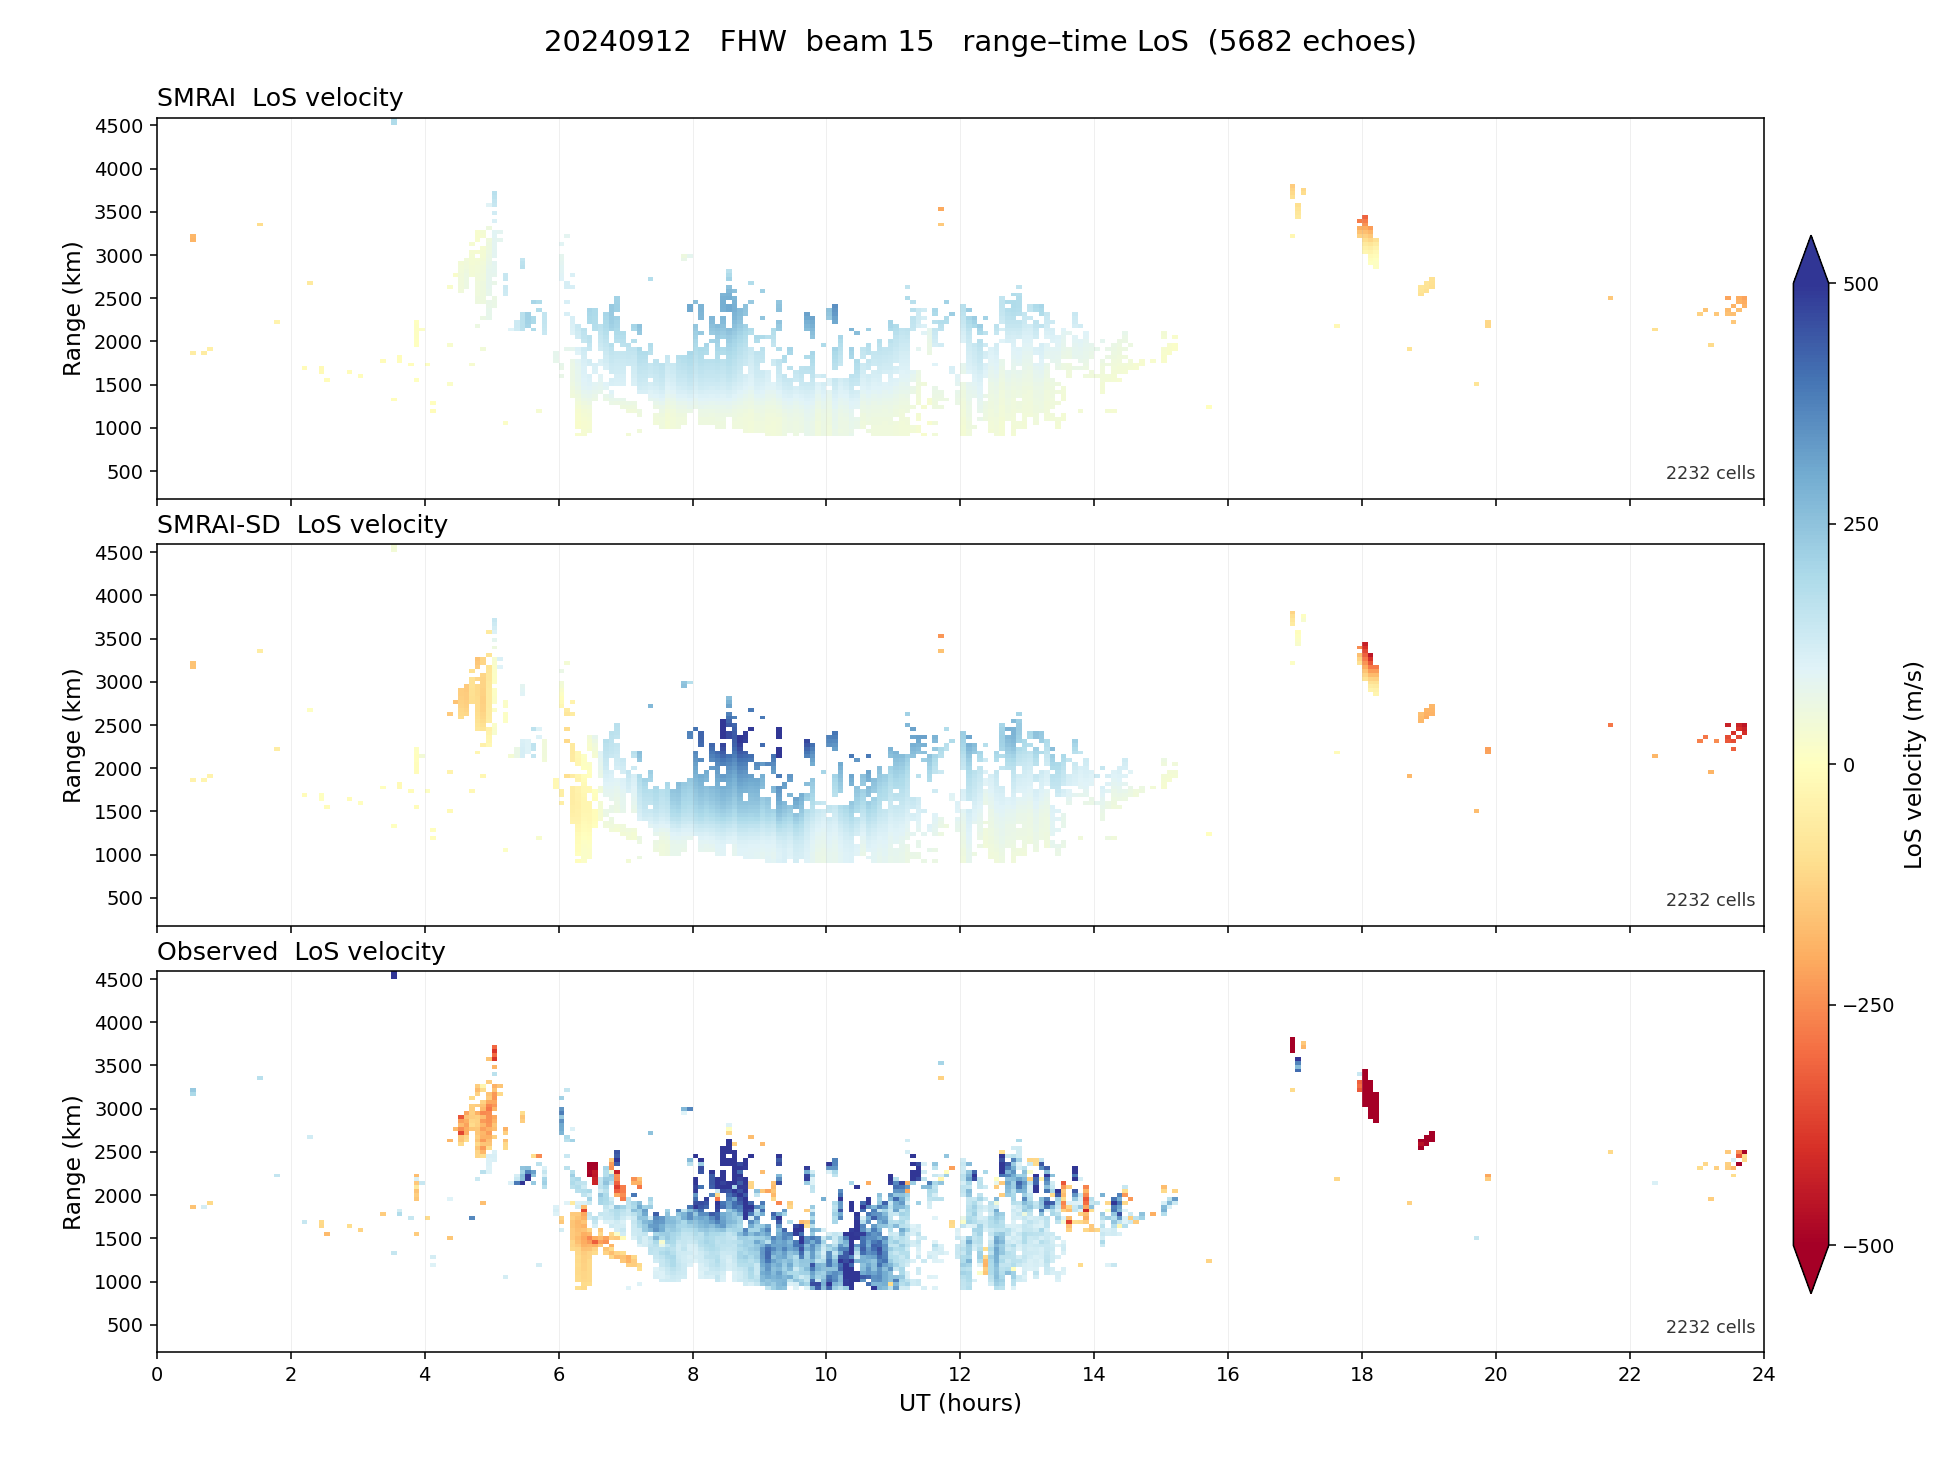 20240912   FHW  beam 15   range–time LoS  (5682 echoes)
SMRAI  LoS velocity
4500
4000
3500
3000
2500
2000
1500
1000
500
Range (km)
2232 cells
SMRAI-SD  LoS velocity
4500
4000
3500
3000
2500
2000
1500
1000
500
Range (km)
2232 cells
Observed  LoS velocity
4500
4000
3500
3000
2500
2000
1500
1000
500
Range (km)
2232 cells
0 2 4 6 8 10 12 14 16 18 20 22 24
UT (hours)
500
250
0
−250
−500
LoS velocity (m/s)